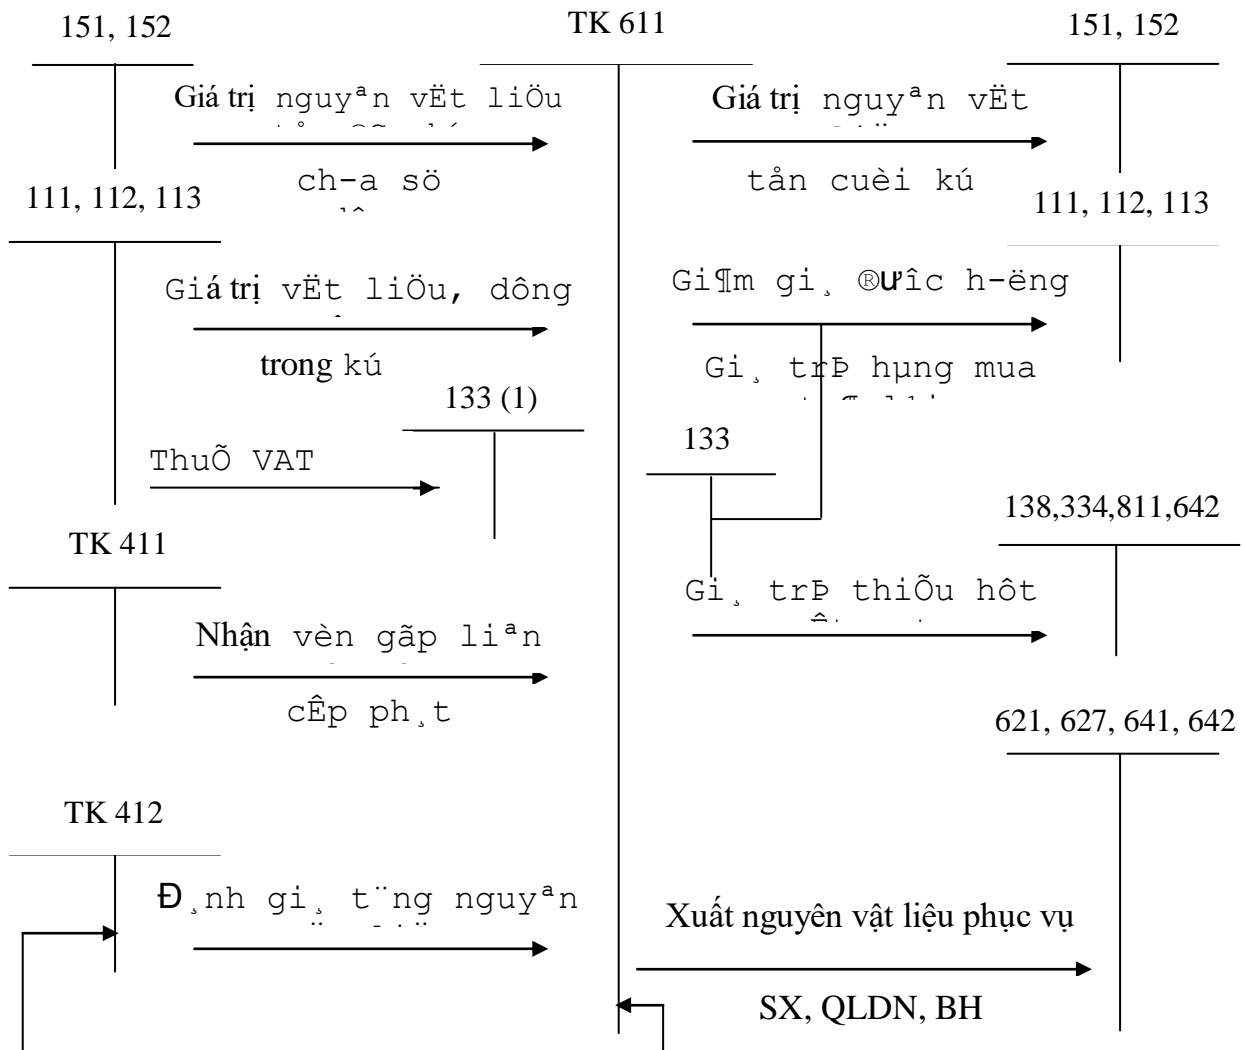 151, 152
TK 611
151, 152
Giá trị nguyªn vËt liÖu
Giá trị nguyªn vËt
ch-a sö
tån cuèi kú
111, 112, 113
111, 112, 113
Giá trị vËt liÖu, dông
Gi¶m gi¸ ®ưîc h-ëng
trong kú
Gi¸ trÞ hµng mua
133 (1)
133
ThuÕ VAT
138,334,811,642
TK 411
Gi¸ trÞ thiÕu hôt
Nhận vèn gãp liªn
cÊp ph¸t
621, 627, 641, 642
TK 412
Đ¸nh gi¸ t¨ng nguyªn
Xuất nguyên vật liệu phục vụ
SX, QLDN, BH